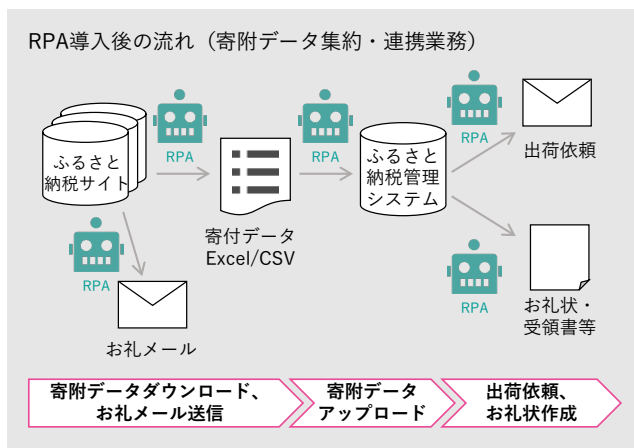 RPA導入後の流れ（寄附データ集約・連携業務）
ふるさと
納税サイト
RPA
寄付データ
Excel/CSV
RPA
ふるさと
納税管理
システム
RPA
出荷依頼
RPA
お礼メール
RPA
お礼状・
受領書等
寄附データダウンロード、
お礼メール送信
寄附データ
アップロード
出荷依頼、
お礼状作成